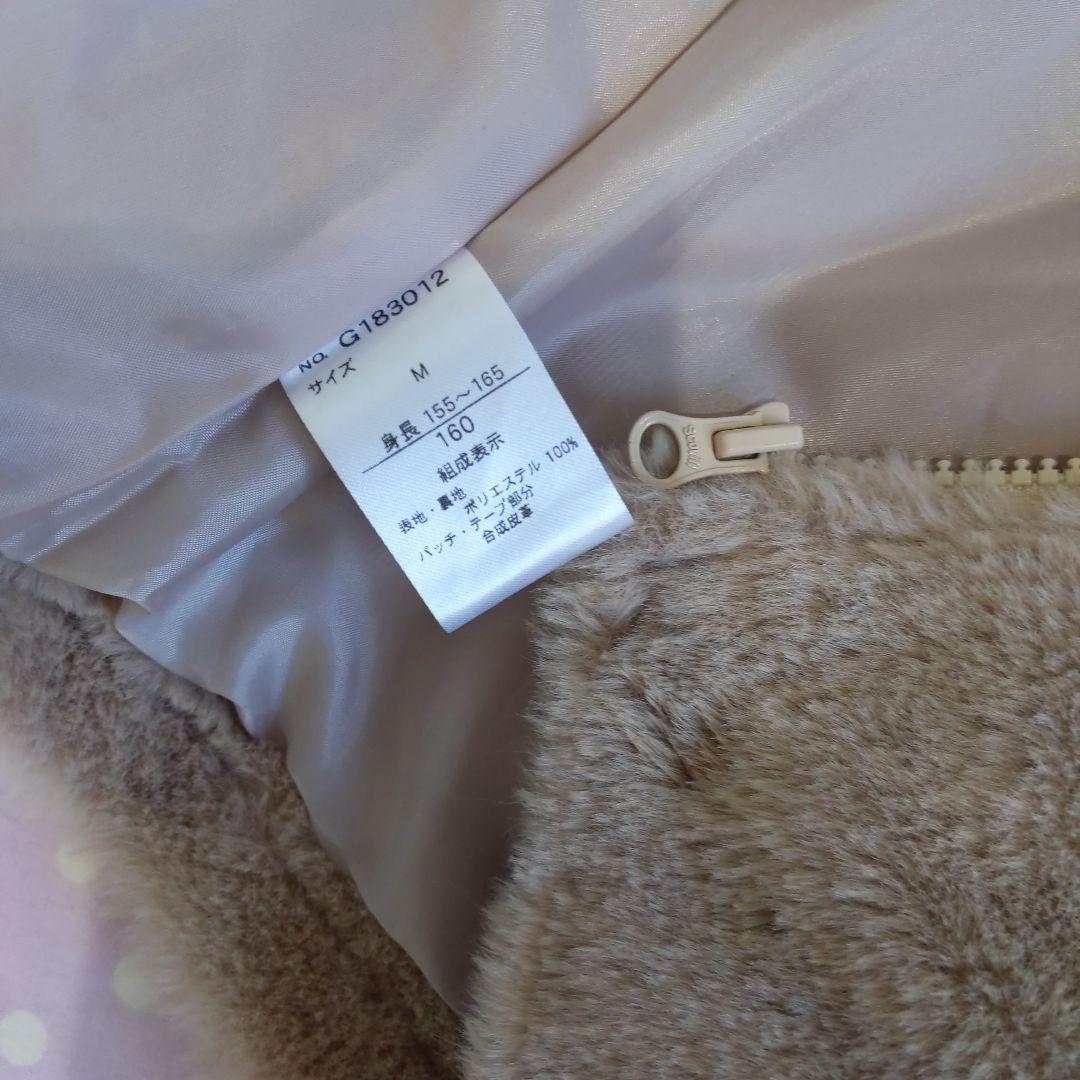 No. G183012
サイズ M
身長 155～165
160
組成表示
表地・裏地
ポリエステル 100%
パッチ・テープ部分
合成皮革